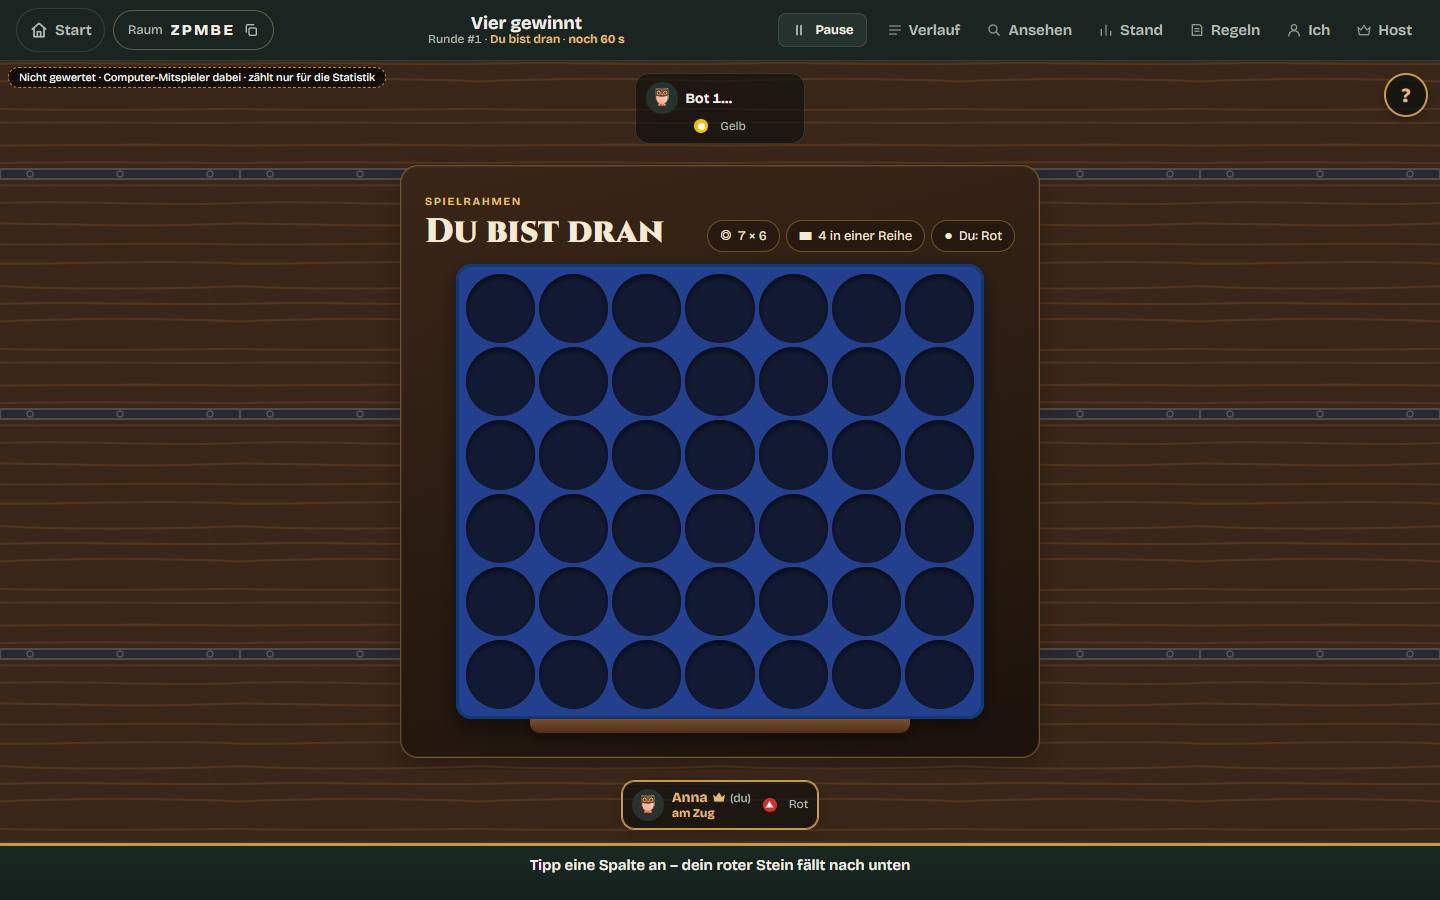 Start
Raum ZPMBE
Vier gewinnt
Runde #1 · Du bist dran · noch 60 s
Pause
Verlauf
Ansehen
Stand
Regeln
Ich
Host
Nicht gewertet · Computer-Mitspieler dabei · zählt nur für die Statistik
Bot 1...
Gelb
?
SPIELRAHMEN
DU BIST DRAN
7 × 6
4 in einer Reihe
Du: Rot
Anna (du)
am Zug
Rot
Tipp eine Spalte an – dein roter Stein fällt nach unten